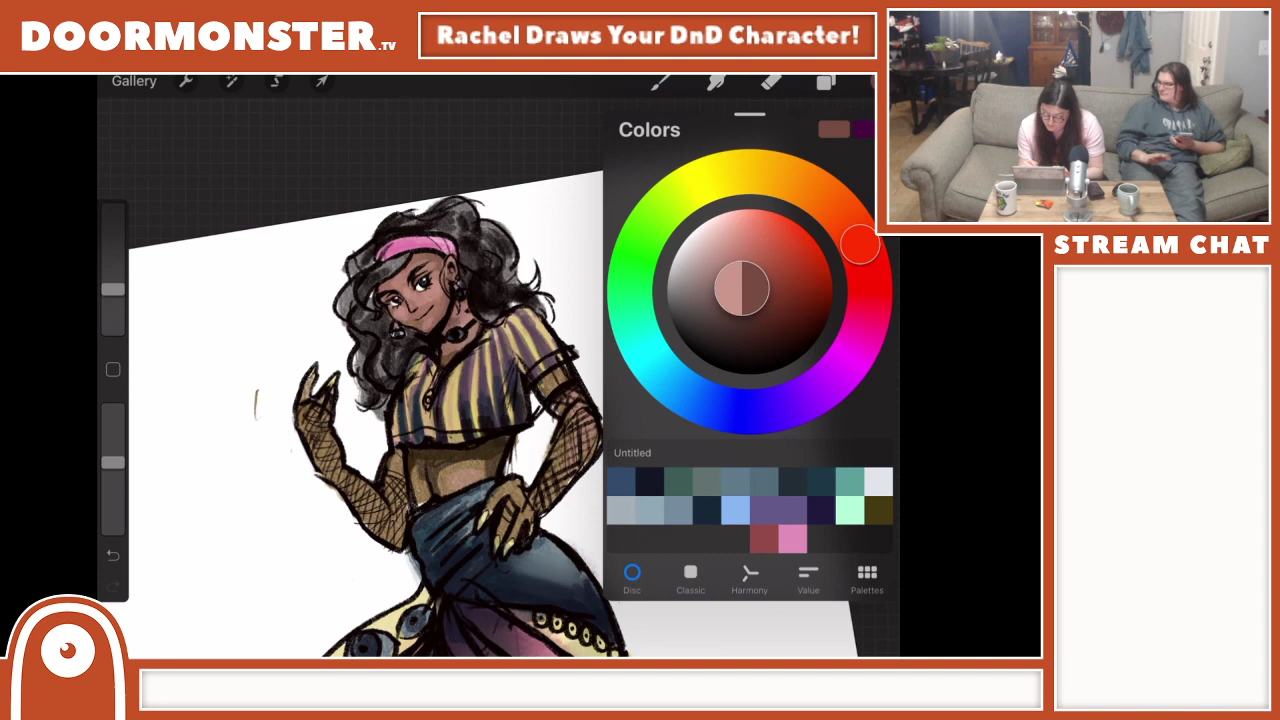 DOORMONSTER.TV
Rachel Draws Your DnD Character!
Gallery
Colors
STREAM CHAT
Untitled
Disc
Classic
Harmony
Value
Palettes